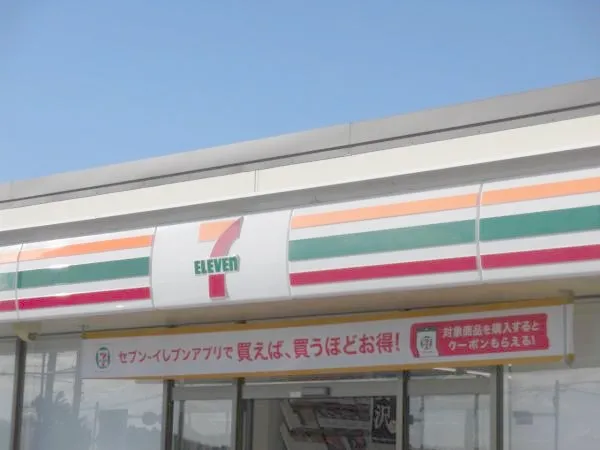 7
ELEVEn
セブン-イレブンアプリで 買えば、買うほどお得!
対象商品を購入すると
クーポンもらえる!
沢